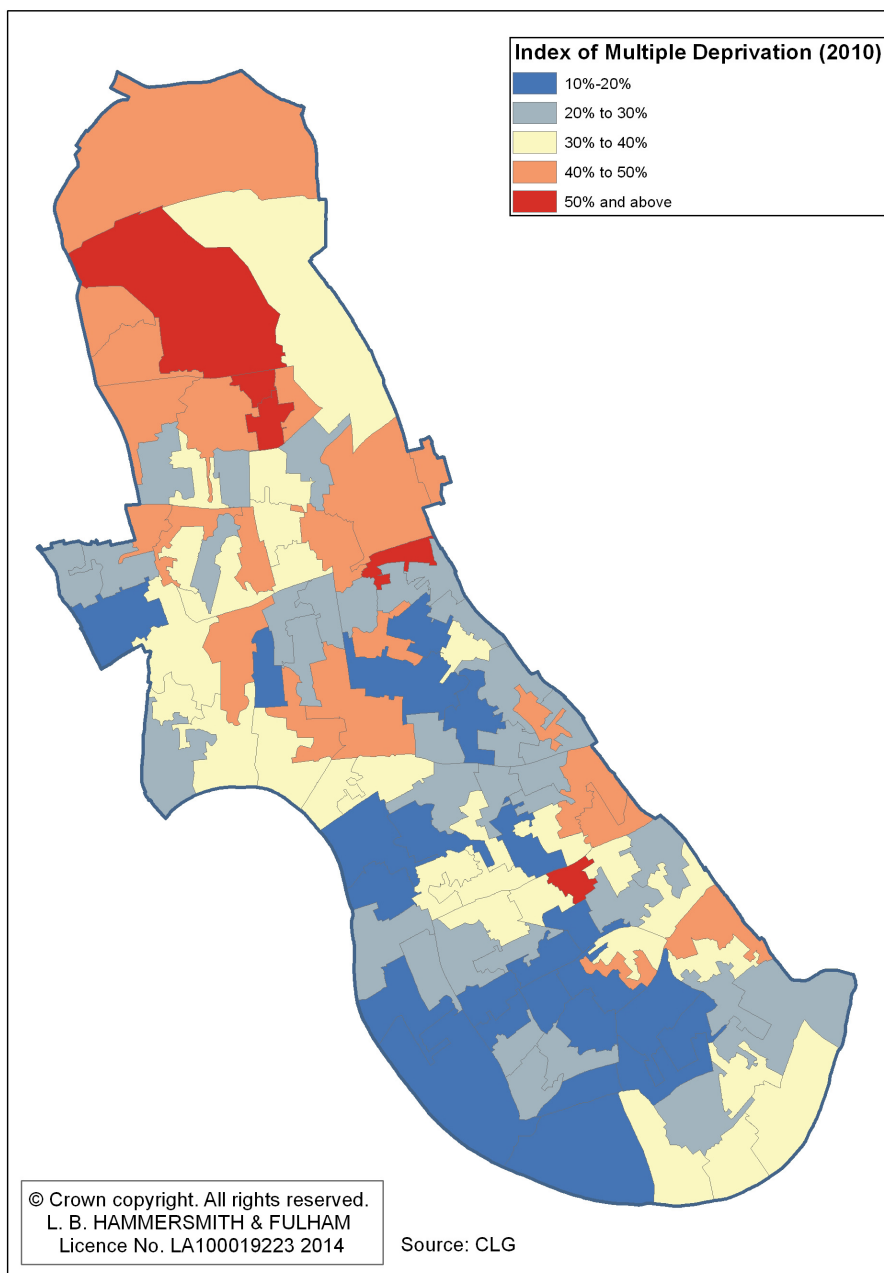 Index of Multiple Deprivation (2010)
10%-20%
20% to 30%
30% to 40%
40% to 50%
50% and above
© Crown copyright. All rights reserved.
L. B. HAMMERSMITH & FULHAM
Licence No. LA100019223 2014
Source: CLG